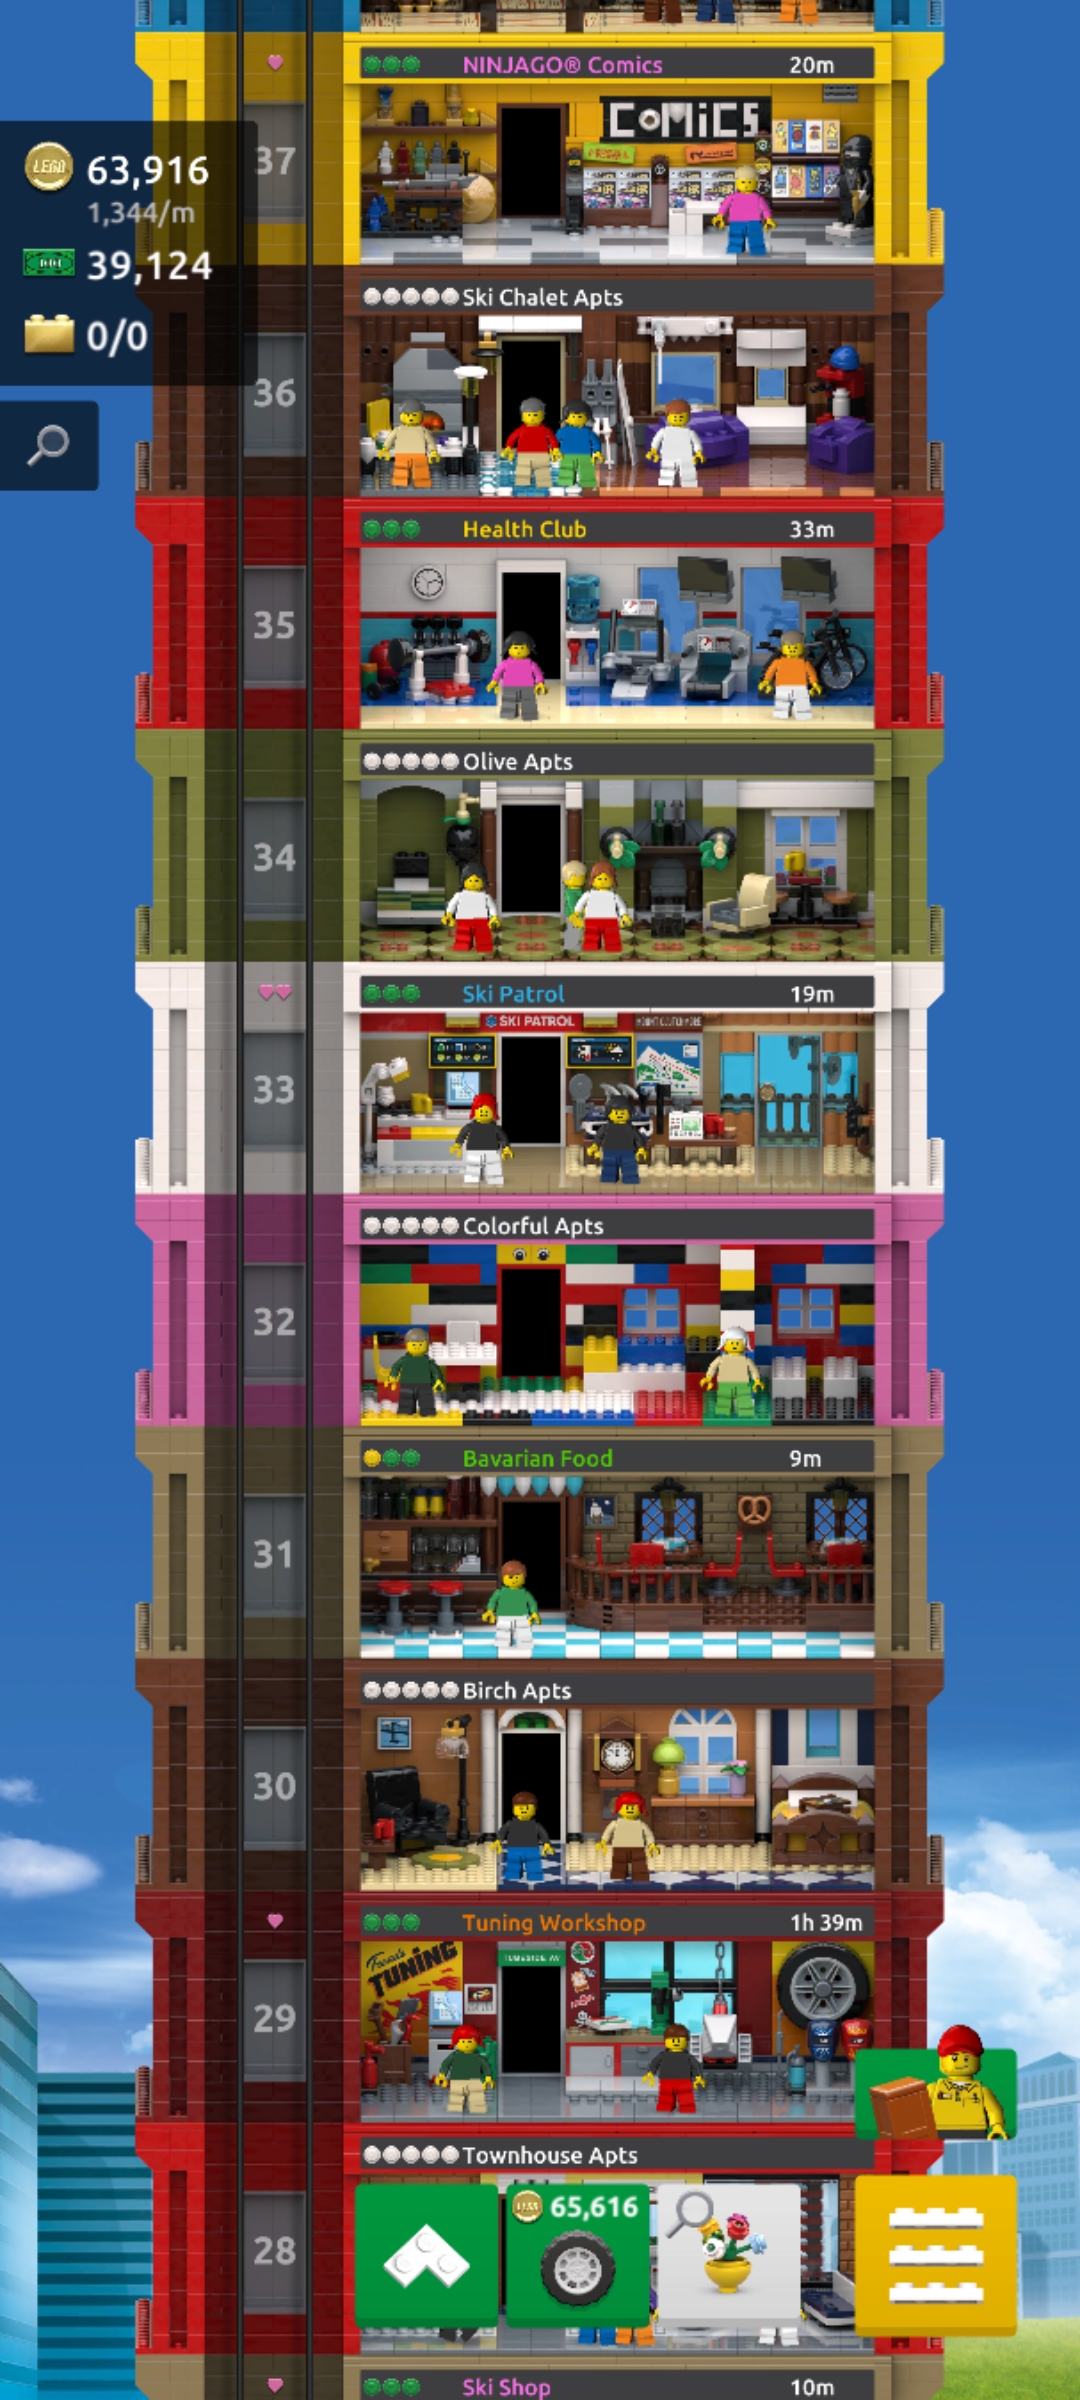 NINJAGO® Comics 20m
COMiCS
37
LEGO 63,916
1,344/m
39,124
0/0
Ski Chalet Apts
36
Health Club 33m
35
Olive Apts
34
Ski Patrol 19m
SKI PATROL
33
Colorful Apts
32
Bavarian Food 9m
31
Birch Apts
30
Tuning Workshop 1h 39m
TUNING
29
Townhouse Apts
65,616
28
Ski Shop 10m